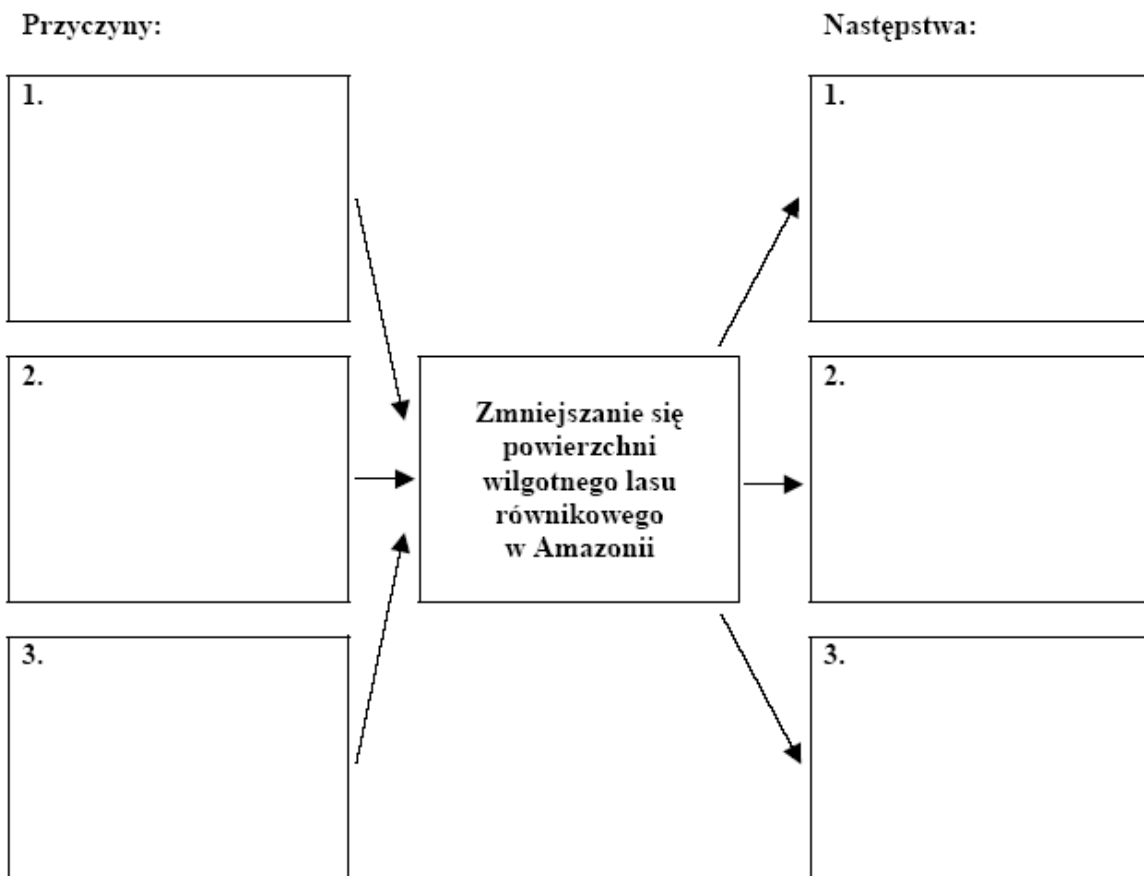 Przyczyny:
Następstwa:
1.
1.
2.
2.
Zmniejszanie się
powierzchni
wilgotnego lasu
równikowego
w Amazonii
3.
3.